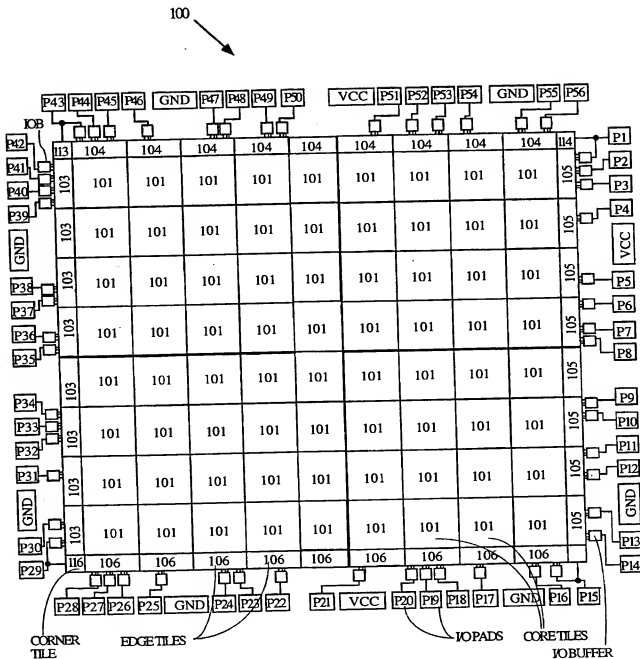 100
P43 P44 P45 P46 GND P47 P48 P49 P50 VCC P51 P52 P53 P54 GND P55 P56
IOB
113 104 104 104 104 104 104 104 104 104 114
P42 P1
P41 P2
P40 P3
P39 P4
103 101 101 101 101 101 101 101 101 101 105
GND VCC
103 101 101 101 101 101 101 101 101 101 105
P38 P5
P37 P6
103 101 101 101 101 101 101 101 101 101 105
P36 P7
P35 P8
103 101 101 101 101 101 101 101 101 101 105
103 101 101 101 101 101 101 101 101 101 105
P34 P9
P33 P10
P32 P11
103 101 101 101 101 101 101 101 101 101 105
P31 P12
103 101 101 101 101 101 101 101 101 101 105
GND GND
P30 P13
P29 P14
103 101 101 101 101 101 101 101 101 101 105
116 106 106 106 106 106 106 106 106 106
P28 P27 P26 P25 GND P24 P23 P22 P21 VCC P20 P19 P18 P17 GND P16 P15
CORNER TILE
EDGE TILES
I/O PADS
CORE TILES
I/O BUFFER